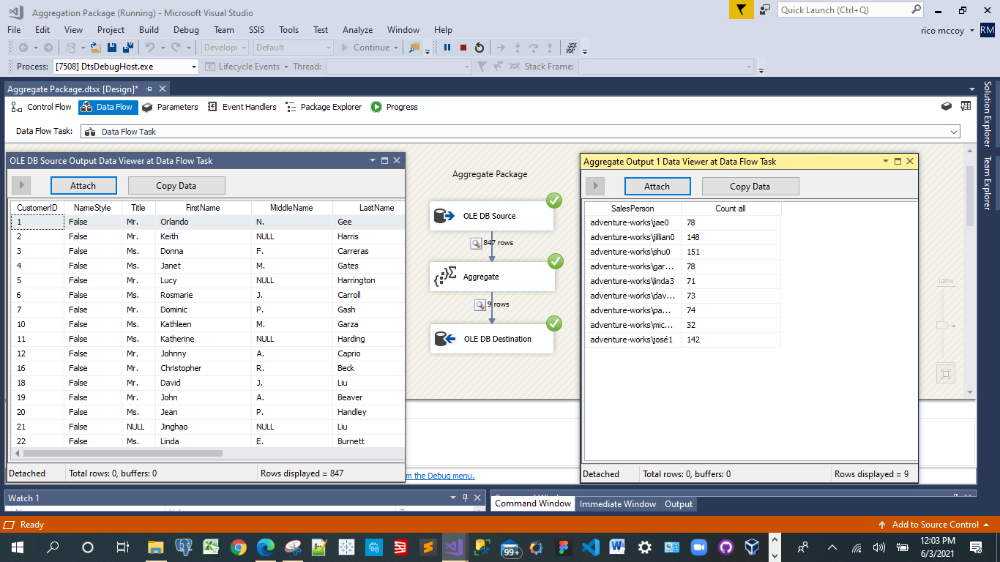 Aggregation Package (Running) - Microsoft Visual Studio
Quick Launch (Ctrl+Q)
File Edit View Project Build Debug Team SSIS Tools Test Analyze Window Help
rico mccoy RM
Develop Default Continue
Process: [7508] DtsDebugHost.exe Lifecycle Events Thread: Stack Frame:
Aggregate Package.dtsx [Design]*
Control Flow Data Flow Parameters Event Handlers Package Explorer Progress
Data Flow Task: Data Flow Task
Solution Explorer
Team Explorer
OLE DB Source Output Data Viewer at Data Flow Task
Attach Copy Data
CustomerID NameStyle Title FirstName MiddleName LastName
1 False Mr. Orlando N. Gee
2 False Mr. Keith NULL Harris
3 False Ms. Donna F. Carreras
4 False Ms. Janet M. Gates
5 False Mr. Lucy NULL Harrington
6 False Ms. Rosmarie J. Carroll
7 False Mr. Dominic P. Gash
10 False Ms. Kathleen M. Garza
11 False Ms. Katherine NULL Harding
12 False Mr. Johnny A. Caprio
16 False Mr. Christopher R. Beck
18 False Mr. David J. Liu
19 False Mr. John A. Beaver
20 False Ms. Jean P. Handley
21 False NULL Jinghao NULL Liu
22 False Ms. Linda E. Burnett
Detached Total rows: 0, buffers: 0 Rows displayed = 847
Aggregate Package
OLE DB Source
847 rows
Aggregate
9 rows
OLE DB Destination
Aggregate Output 1 Data Viewer at Data Flow Task
Attach Copy Data
SalesPerson Count all
adventure-works\jae0 78
adventure-works\jillian0 148
adventure-works\shu0 151
adventure-works\gar... 78
adventure-works\linda3 71
adventure-works\dav... 73
adventure-works\pa... 74
adventure-works\mic... 32
adventure-works\josé1 142
Detached Total rows: 0, buffers: 0 Rows displayed = 9
100%
m the Debug menu.
Watch 1
Command Window Immediate Window Output
Ready
Add to Source Control
99+
12:03 PM
6/3/2021